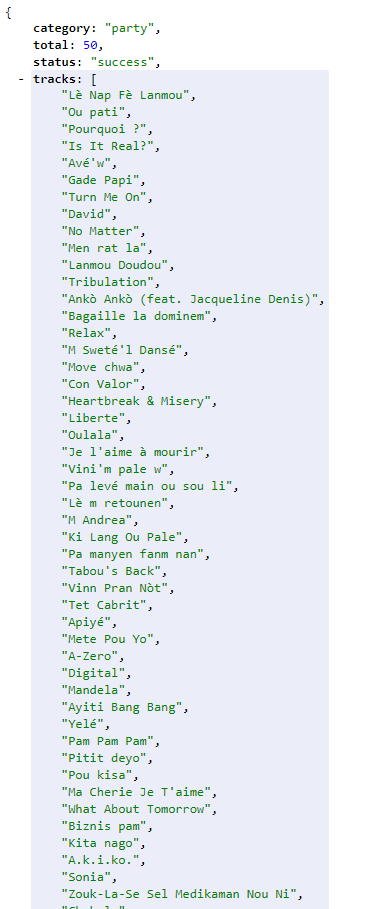 {
category: "party",
total: 50,
status: "success",
- tracks: [
"Lè Nap Fè Lanmou",
"Ou pati",
"Pourquoi ?",
"Is It Real?",
"Avé'w",
"Gade Papi",
"Turn Me On",
"David",
"No Matter",
"Men rat la",
"Lanmou Doudou",
"Tribulation",
"Ankò Ankò (feat. Jacqueline Denis)",
"Bagaille la dominem",
"Relax",
"M Sweté'l Dansé",
"Move chwa",
"Con Valor",
"Heartbreak & Misery",
"Liberte",
"Oulala",
"Je l'aime à mourir",
"Vini'm pale w",
"Pa levé main ou sou li",
"Lè m retounen",
"M Andrea",
"Ki Lang Ou Pale",
"Pa manyen fanm nan",
"Tabou's Back",
"Vinn Pran Nòt",
"Tet Cabrit",
"Apiyé",
"Mete Pou Yo",
"A-Zero",
"Digital",
"Mandela",
"Ayiti Bang Bang",
"Yelé",
"Pam Pam Pam",
"Pitit deyo",
"Pou kisa",
"Ma Cherie Je T'aime",
"What About Tomorrow",
"Biznis pam",
"Kita nago",
"A.k.i.ko.",
"Sonia",
"Zouk-La-Se Sel Medikaman Nou Ni",